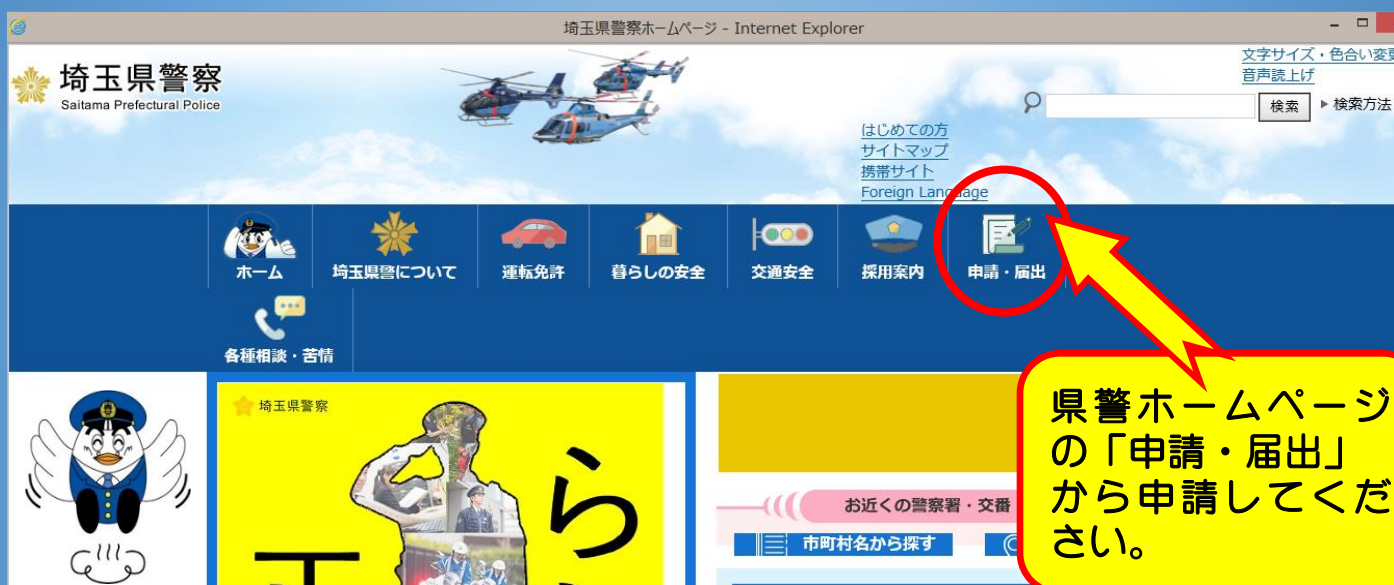 埼玉県警察ホームページ - Internet Explorer
埼玉県警察
Saitama Prefectural Police
文字サイズ・色合い変更
音声読上げ
検索
検索方法
はじめての方
サイトマップ
携帯サイト
Foreign Language
ホーム
埼玉県警について
運転免許
暮らしの安全
交通安全
採用案内
申請・届出
各種相談・苦情
埼玉県警察
ら
お近くの警察署・交番
市町村名から探す
県警ホームページ
の「申請・届出」
から申請してくだ
さい。